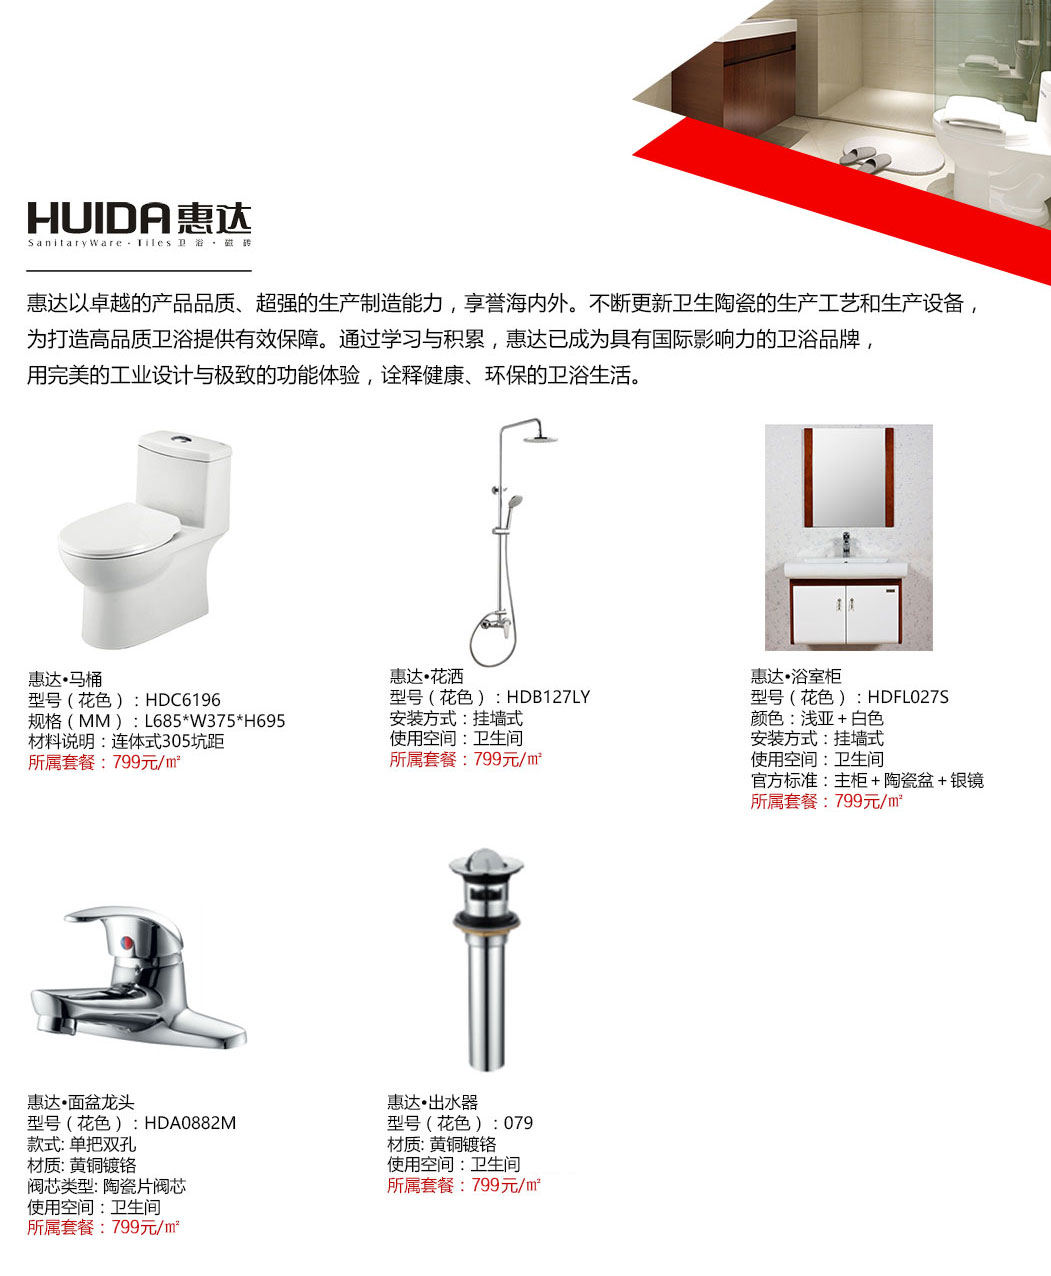 HUIDA惠达
SanitaryWare·Tiles卫浴·磁砖
惠达以卓越的产品品质、超强的生产制造能力，享誉海内外。不断更新卫生陶瓷的生产工艺和生产设备，
为打造高品质卫浴提供有效保障。通过学习与积累，惠达已成为具有国际影响力的卫浴品牌，
用完美的工业设计与极致的功能体验，诠释健康、环保的卫浴生活。
惠达•马桶
型号（花色）：HDC6196
规格（MM）：L685*W375*H695
材料说明：连体式305坑距
所属套餐：799元/㎡
惠达•花洒
型号（花色）：HDB127LY
安装方式：挂墙式
使用空间：卫生间
所属套餐：799元/㎡
惠达•浴室柜
型号（花色）：HDFL027S
颜色：浅亚＋白色
安装方式：挂墙式
使用空间：卫生间
官方标准：主柜＋陶瓷盆＋银镜
所属套餐：799元/㎡
惠达•面盆龙头
型号（花色）：HDA0882M
款式: 单把双孔
材质: 黄铜镀铬
阀芯类型: 陶瓷片阀芯
使用空间：卫生间
所属套餐：799元/㎡
惠达•出水器
型号（花色）：079
材质: 黄铜镀铬
使用空间：卫生间
所属套餐：799元/㎡